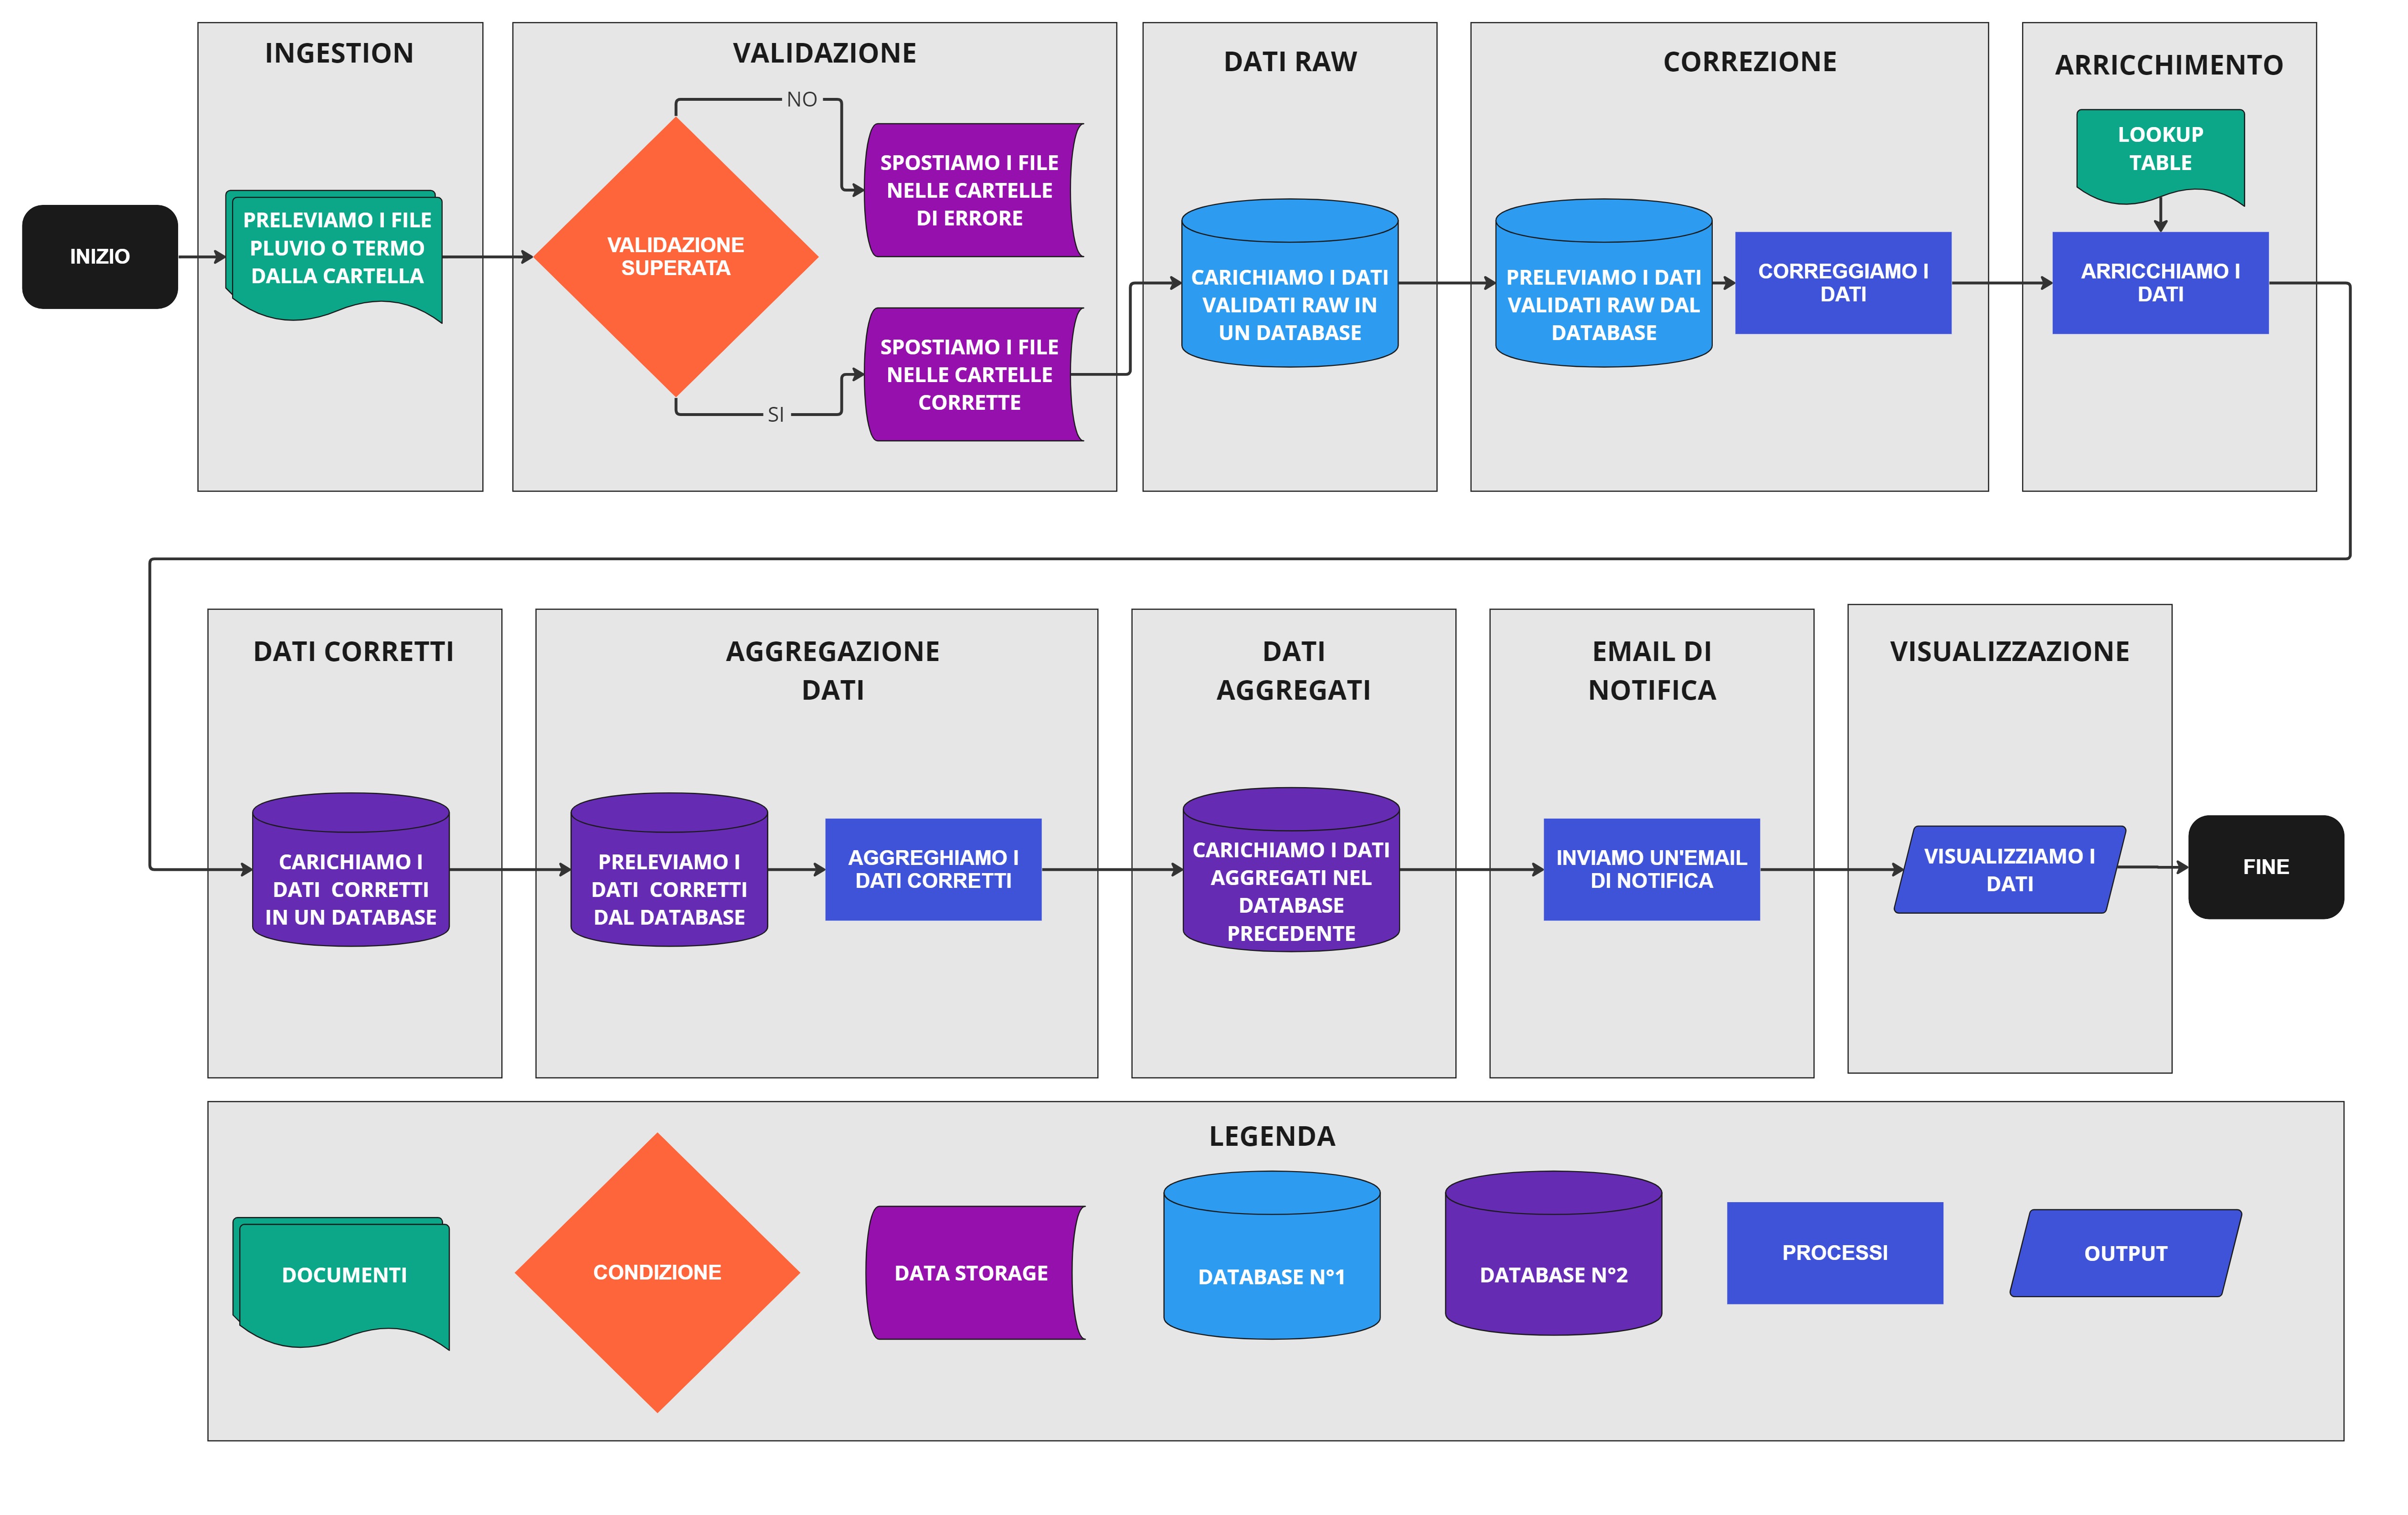 INGESTION
VALIDAZIONE
DATI RAW
CORREZIONE
ARRICCHIMENTO
INIZIO
PRELEVIAMO I FILE
PLUVIO O TERMO
DALLA CARTELLA
VALIDAZIONE
SUPERATA
NO
SPOSTIAMO I FILE
NELLE CARTELLE
DI ERRORE
SI
SPOSTIAMO I FILE
NELLE CARTELLE
CORRETTE
CARICHIAMO I DATI
VALIDATI RAW IN
UN DATABASE
PRELEVIAMO I DATI
VALIDATI RAW DAL
DATABASE
CORREGGIAMO I
DATI
LOOKUP
TABLE
ARRICCHIAMO I
DATI
DATI CORRETTI
AGGREGAZIONE
DATI
DATI
AGGREGATI
EMAIL DI
NOTIFICA
VISUALIZZAZIONE
CARICHIAMO I
DATI  CORRETTI
IN UN DATABASE
PRELEVIAMO I
DATI  CORRETTI
DAL DATABASE
AGGREGHIAMO I
DATI CORRETTI
CARICHIAMO I DATI
AGGREGATI NEL
DATABASE
PRECEDENTE
INVIAMO UN'EMAIL
DI NOTIFICA
VISUALIZZIAMO I
DATI
FINE
LEGENDA
DOCUMENTI
CONDIZIONE
DATA STORAGE
DATABASE N°1
DATABASE N°2
PROCESSI
OUTPUT